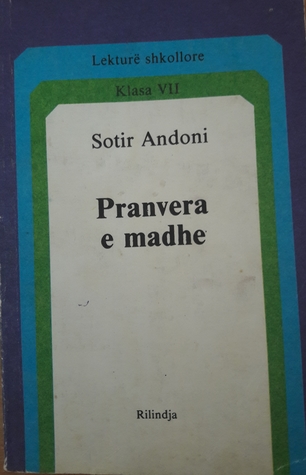 Lekturë shkollore
Klasa VII
Sotir Andoni
Pranvera
e madhe
Rilindja